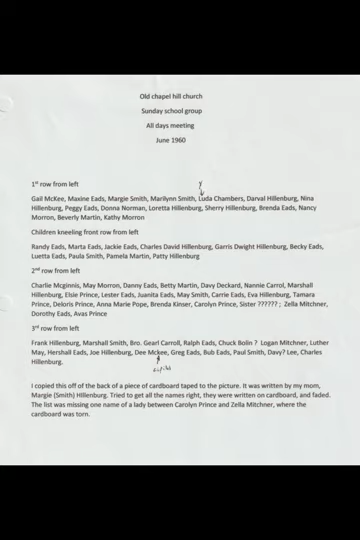 Old chapel hill church
Sunday school group
All days meeting
June 1960
1st row from left
Gail McKee, Maxine Eads, Margie Smith, Marilynn Smith, Luda Chambers, Darval Hillenburg, Nina
Hillenburg, Peggy Eads, Donna Norman, Loretta Hillenburg, Sherry Hillenburg, Brenda Eads, Nancy
Morron, Beverly Martin, Kathy Morron
Children kneeling front row from left
Randy Eads, Marta Eads, Jackie Eads, Charles David Hillenburg, Garris Dwight Hillenburg, Becky Eads,
Luetta Eads, Paula Smith, Pamela Martin, Patty Hillenburg
2nd row from left
Charlie Mcginnis, May Morron, Danny Eads, Betty Martin, Davy Deckard, Nannie Carrol, Marshall
Hillenburg, Elsie Prince, Lester Eads, Juanita Eads, May Smith, Carrie Eads, Eva Hillenburg, Tamara
Prince, Deloris Prince, Anna Marie Pope, Brenda Kinser, Carolyn Prince, Sister ?????? ; Zella Mitchner,
Dorothy Eads, Avas Prince
3rd row from left
Frank Hillenburg, Marshall Smith, Bro. Gearl Carroll, Ralph Eads, Chuck Bolin ? Logan Mitchner, Luther
May, Hershall Eads, Joe Hillenburg, Dee Mckee, Greg Eads, Bub Eads, Paul Smith, Davy? Lee, Charles
Hillenburg.
I copied this off of the back of a piece of cardboard taped to the picture. It was written by my mom,
Margie (Smith) Hillenburg. Tried to get all the names right, they were written on cardboard, and faded.
The list was missing one name of a lady between Carolyn Prince and Zella Mitchner, where the
cardboard was torn.